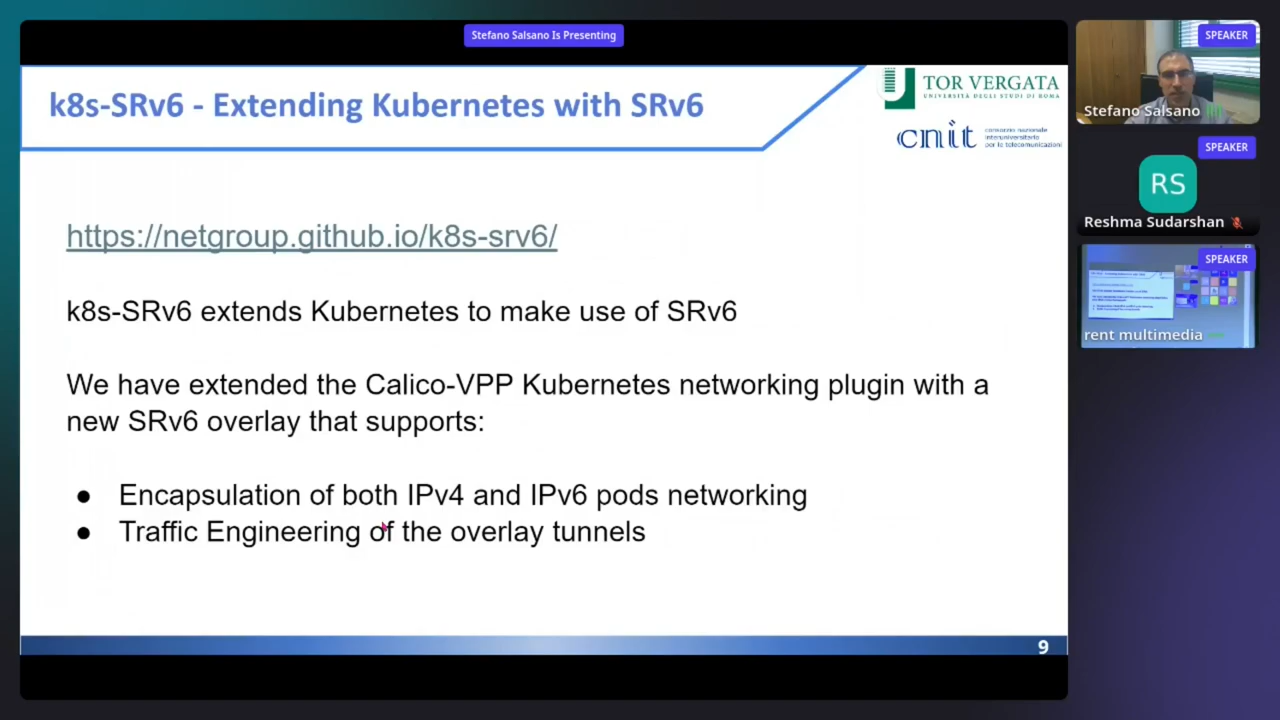 Stefano Salsano Is Presenting
k8s-SRv6 - Extending Kubernetes with SRv6
TOR VERGATA
UNIVERSITÀ DEGLI STUDI DI ROMA
cnit
consorzio nazionale
interuniversitario
per le telecomunicazioni
https://netgroup.github.io/k8s-srv6/
k8s-SRv6 extends Kubernetes to make use of SRv6
We have extended the Calico-VPP Kubernetes networking plugin with a
new SRv6 overlay that supports:
● Encapsulation of both IPv4 and IPv6 pods networking
● Traffic Engineering of the overlay tunnels
9
SPEAKER
Stefano Salsano
SPEAKER
RS
Reshma Sudarshan
SPEAKER
rent multimedia